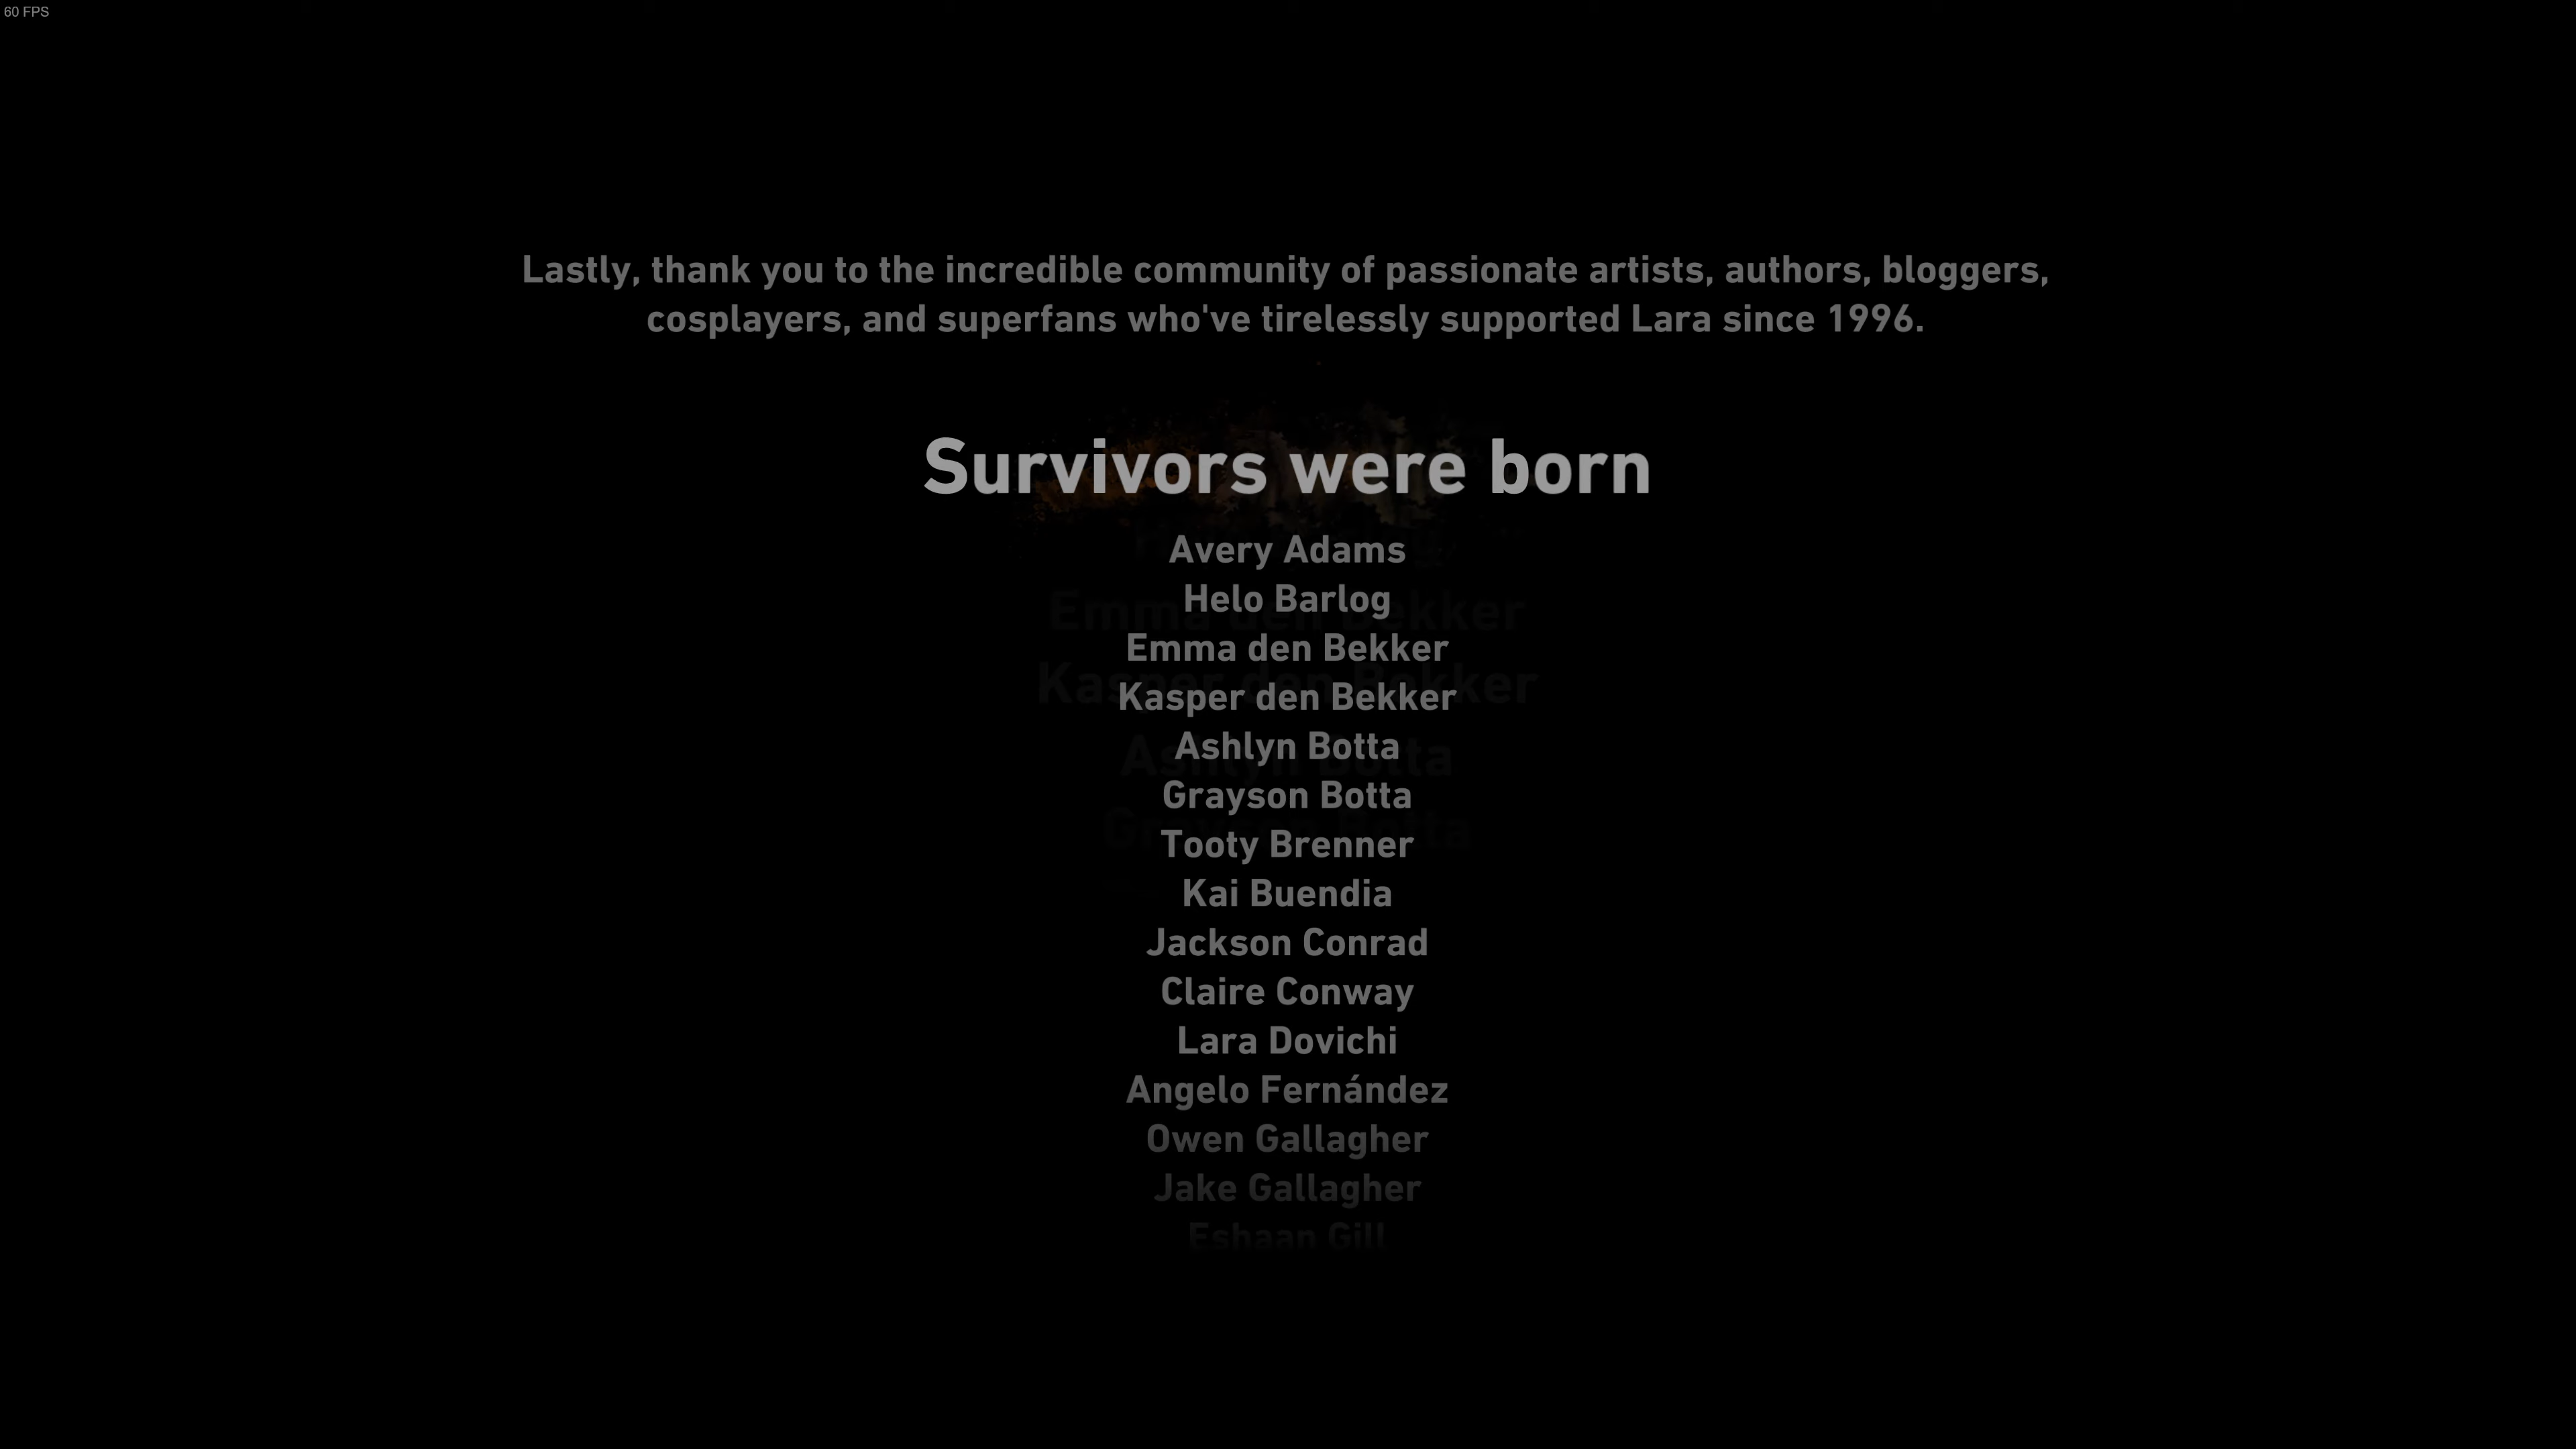 60 FPS
Lastly, thank you to the incredible community of passionate artists, authors, bloggers,
cosplayers, and superfans who've tirelessly supported Lara since 1996.
Survivors were born
Avery Adams
Helo Barlog
Emma den Bekker
Kasper den Bekker
Ashlyn Botta
Grayson Botta
Tooty Brenner
Kai Buendia
Jackson Conrad
Claire Conway
Lara Dovichi
Angelo Fernández
Owen Gallagher
Jake Gallagher
Eshaan Gill